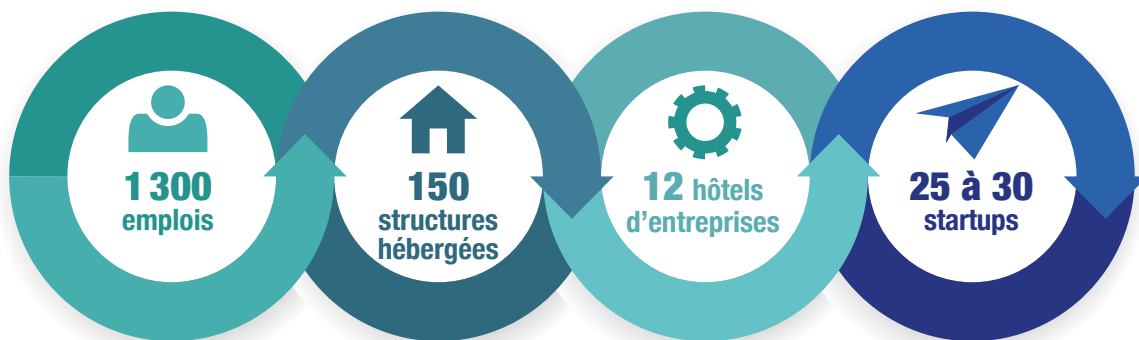 1 300
emplois
150
structures
hébergées
12 hôtels
d'entreprises
25 à 30
startups